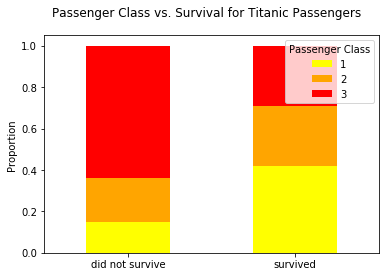 Passenger Class vs. Survival for Titanic Passengers
1.0
0.8
0.6
0.4
0.2
0.0
Proportion
Passenger Class
1
2
3
did not survive
survived